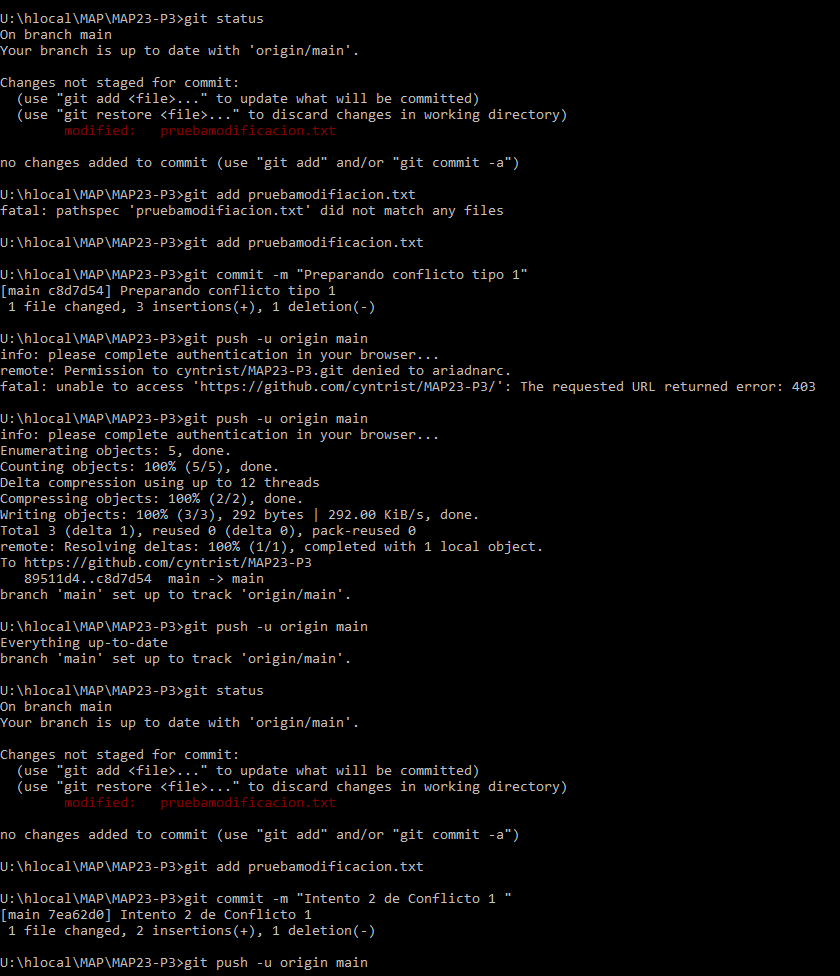 U:\hlocal\MAP\MAP23-P3>git status
On branch main
Your branch is up to date with 'origin/main'.
Changes not staged for commit:
  (use "git add <file>..." to update what will be committed)
  (use "git restore <file>..." to discard changes in working directory)
        modified:   pruebamodificacion.txt
no changes added to commit (use "git add" and/or "git commit -a")
U:\hlocal\MAP\MAP23-P3>git add pruebamodifiacion.txt
fatal: pathspec 'pruebamodifiacion.txt' did not match any files
U:\hlocal\MAP\MAP23-P3>git add pruebamodificacion.txt
U:\hlocal\MAP\MAP23-P3>git commit -m "Preparando conflicto tipo 1"
[main c8d7d54] Preparando conflicto tipo 1
 1 file changed, 3 insertions(+), 1 deletion(-)
U:\hlocal\MAP\MAP23-P3>git push -u origin main
info: please complete authentication in your browser...
remote: Permission to cyntrist/MAP23-P3.git denied to ariadnarc.
fatal: unable to access 'https://github.com/cyntrist/MAP23-P3/': The requested URL returned error: 403
U:\hlocal\MAP\MAP23-P3>git push -u origin main
info: please complete authentication in your browser...
Enumerating objects: 5, done.
Counting objects: 100% (5/5), done.
Delta compression using up to 12 threads
Compressing objects: 100% (2/2), done.
Writing objects: 100% (3/3), 292 bytes | 292.00 KiB/s, done.
Total 3 (delta 1), reused 0 (delta 0), pack-reused 0
remote: Resolving deltas: 100% (1/1), completed with 1 local object.
To https://github.com/cyntrist/MAP23-P3
   89511d4..c8d7d54  main -> main
branch 'main' set up to track 'origin/main'.
U:\hlocal\MAP\MAP23-P3>git push -u origin main
Everything up-to-date
branch 'main' set up to track 'origin/main'.
U:\hlocal\MAP\MAP23-P3>git status
On branch main
Your branch is up to date with 'origin/main'.
Changes not staged for commit:
  (use "git add <file>..." to update what will be committed)
  (use "git restore <file>..." to discard changes in working directory)
        modified:   pruebamodificacion.txt
no changes added to commit (use "git add" and/or "git commit -a")
U:\hlocal\MAP\MAP23-P3>git add pruebamodificacion.txt
U:\hlocal\MAP\MAP23-P3>git commit -m "Intento 2 de Conflicto 1 "
[main 7ea62d0] Intento 2 de Conflicto 1
 1 file changed, 2 insertions(+), 1 deletion(-)
U:\hlocal\MAP\MAP23-P3>git push -u origin main